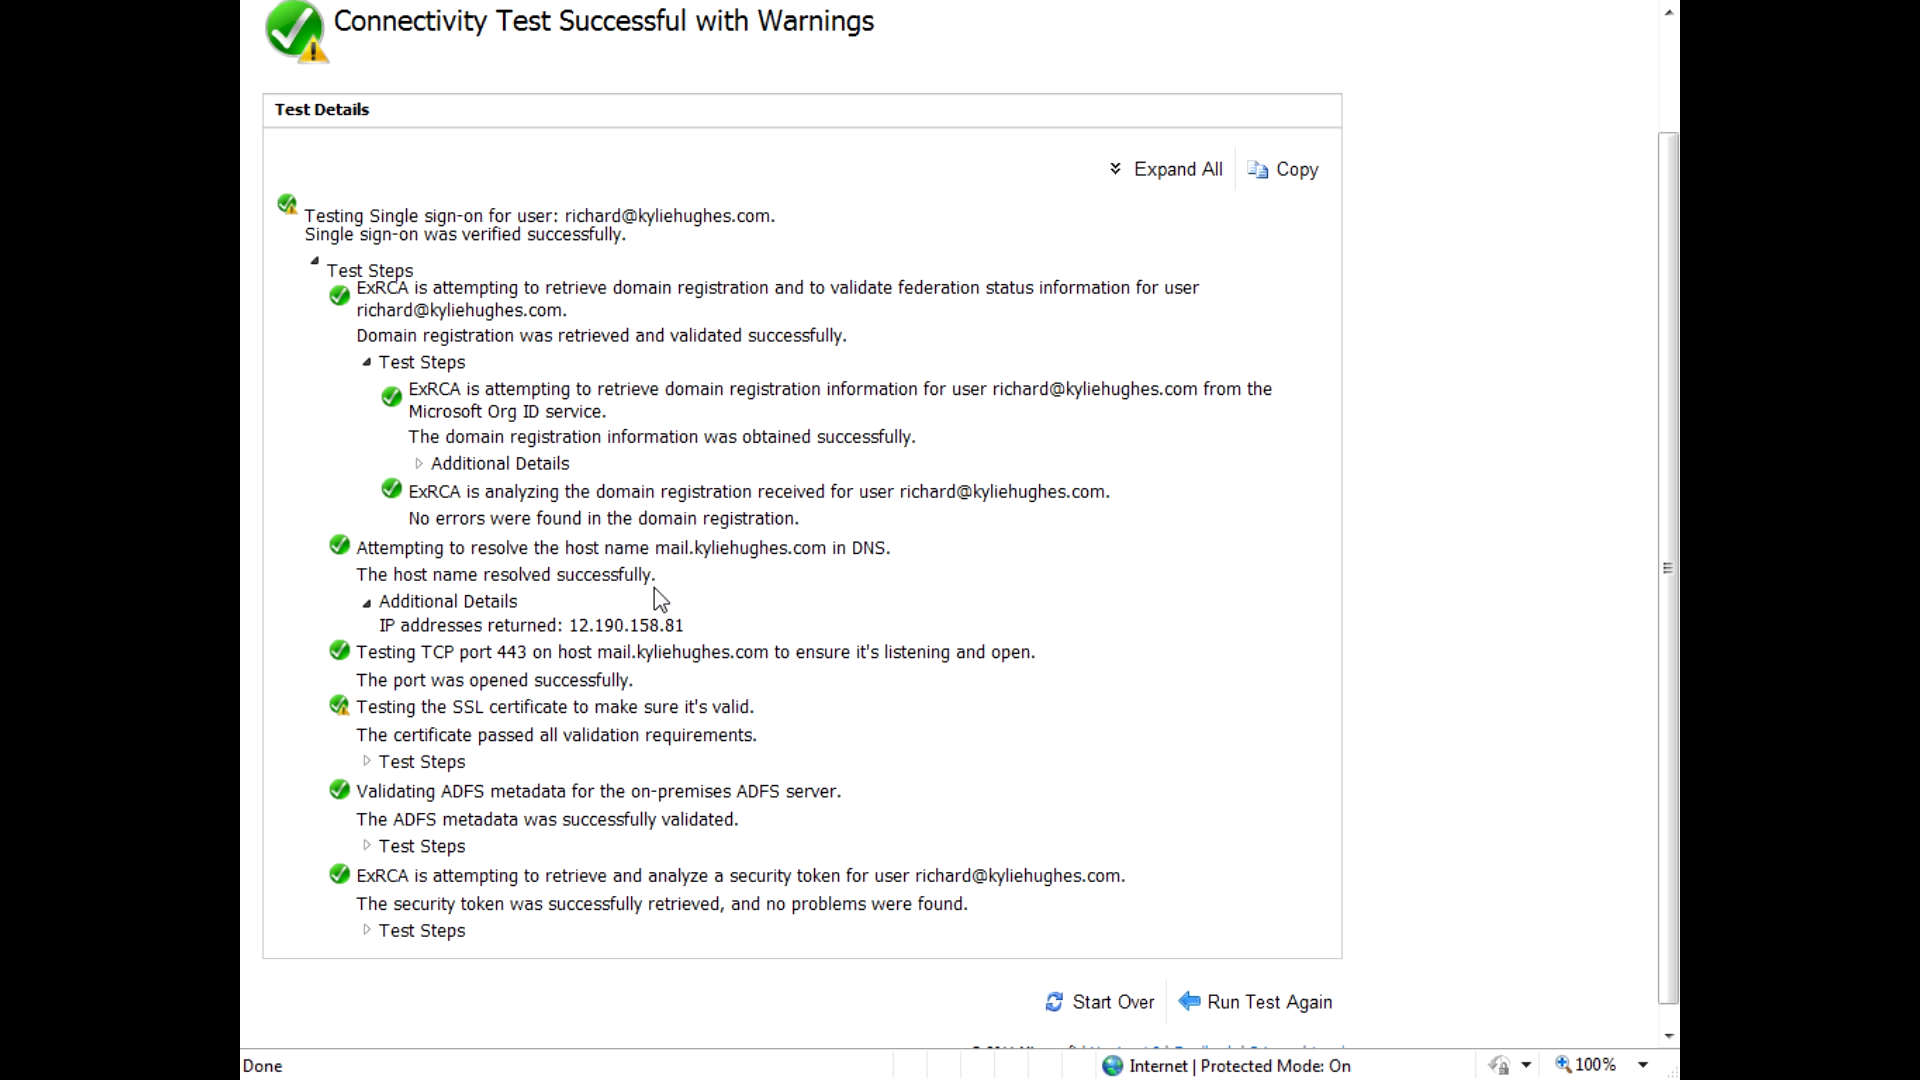 Connectivity Test Successful with Warnings
Test Details
Expand All
Copy
Testing Single sign-on for user: richard@kyliehughes.com.
Single sign-on was verified successfully.
Test Steps
ExRCA is attempting to retrieve domain registration and to validate federation status information for user
richard@kyliehughes.com.
Domain registration was retrieved and validated successfully.
Test Steps
ExRCA is attempting to retrieve domain registration information for user richard@kyliehughes.com from the
Microsoft Org ID service.
The domain registration information was obtained successfully.
Additional Details
ExRCA is analyzing the domain registration received for user richard@kyliehughes.com.
No errors were found in the domain registration.
Attempting to resolve the host name mail.kyliehughes.com in DNS.
The host name resolved successfully.
Additional Details
IP addresses returned: 12.190.158.81
Testing TCP port 443 on host mail.kyliehughes.com to ensure it's listening and open.
The port was opened successfully.
Testing the SSL certificate to make sure it's valid.
The certificate passed all validation requirements.
Test Steps
Validating ADFS metadata for the on-premises ADFS server.
The ADFS metadata was successfully validated.
Test Steps
ExRCA is attempting to retrieve and analyze a security token for user richard@kyliehughes.com.
The security token was successfully retrieved, and no problems were found.
Test Steps
Start Over
Run Test Again
Done
Internet | Protected Mode: On
100%